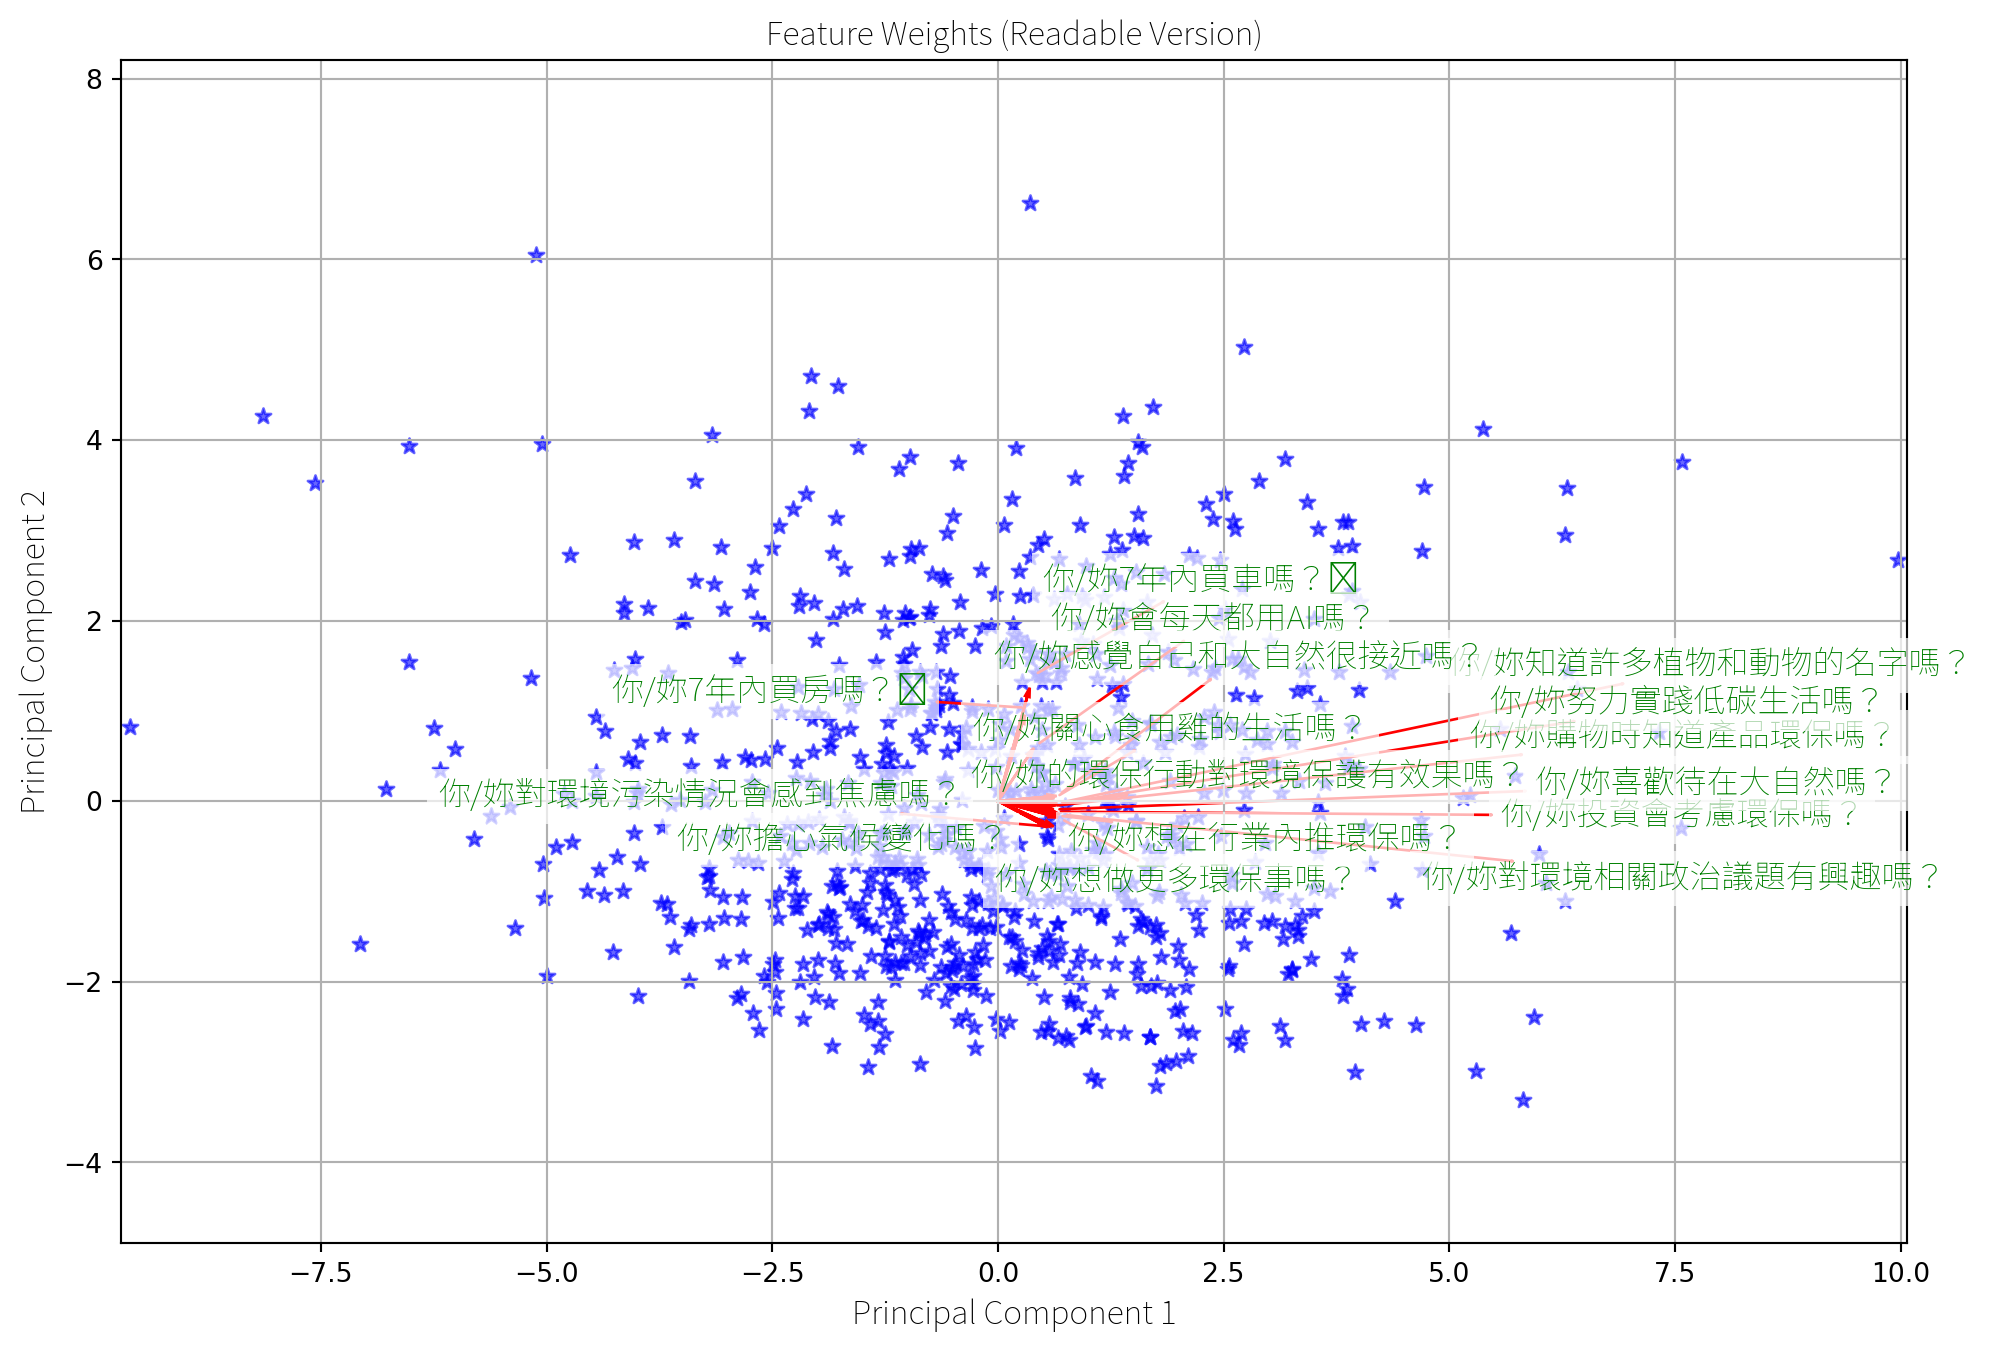 Feature Weights (Readable Version)
8
6
4
2
0
−2
−4
Principal Component 2
你/妳7年內買車嗎？
你/妳會每天都用AI嗎？
你/妳感覺自己和大自然很接近嗎？
你/妳知道許多植物和動物的名字嗎？
你/妳7年內買房嗎？
你/妳努力實踐低碳生活嗎？
你/妳關心食用雞的生活嗎？
你/妳購物時知道產品環保嗎？
你/妳的環保行動對環境保護有效果嗎？
你/妳喜歡待在大自然嗎？
你/妳對環境污染情況會感到焦慮嗎？
你/妳投資會考慮環保嗎？
你/妳擔心氣候變化嗎？
你/妳想在行業內推環保嗎？
你/妳想做更多環保事嗎？
你/妳對環境相關政治議題有興趣嗎？
−7.5
−5.0
−2.5
0.0
2.5
5.0
7.5
10.0
Principal Component 1